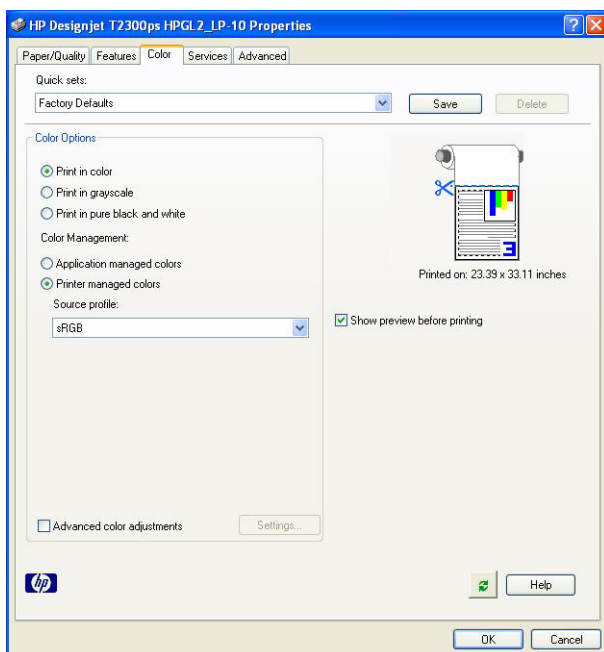 HP Designjet T2300ps HPGL2_LP-10 Properties
Paper/Quality Features Color Services Advanced
Quick sets:
Factory Defaults
Save Delete
Color Options
Print in color
Print in grayscale
Print in pure black and white
Color Management:
Application managed colors
Printer managed colors
Source profile:
sRGB
3
Printed on: 23.39 x 33.11 inches
Show preview before printing
Advanced color adjustments Settings...
hp
Help
OK Cancel